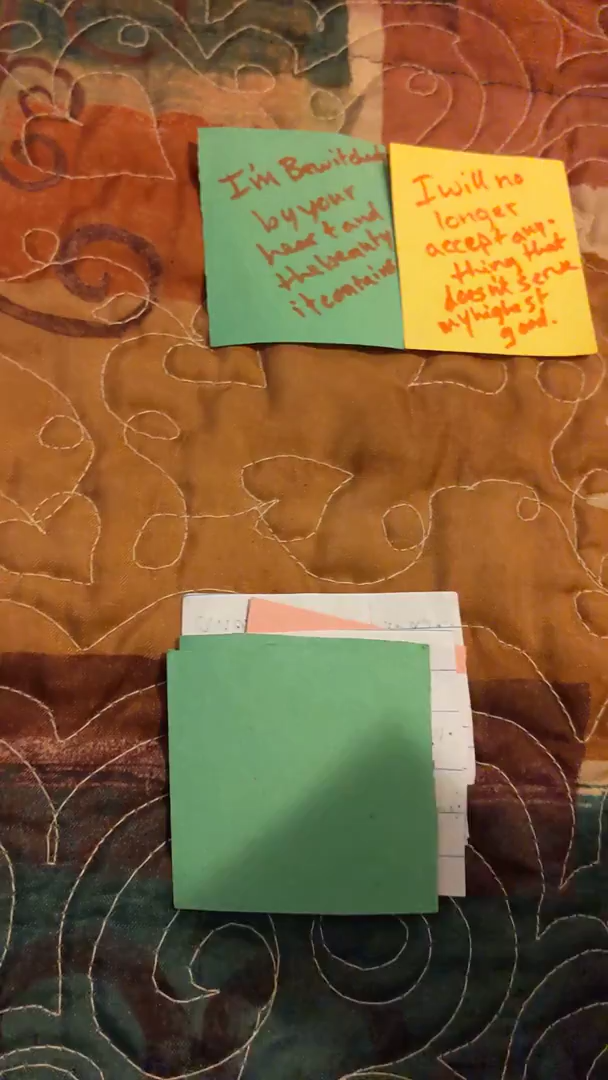 I'm Bewitched
by your
heart and
the beauty
it contains
I will no
longer
accept any-
thing that
doesn't serve
my highest
good.